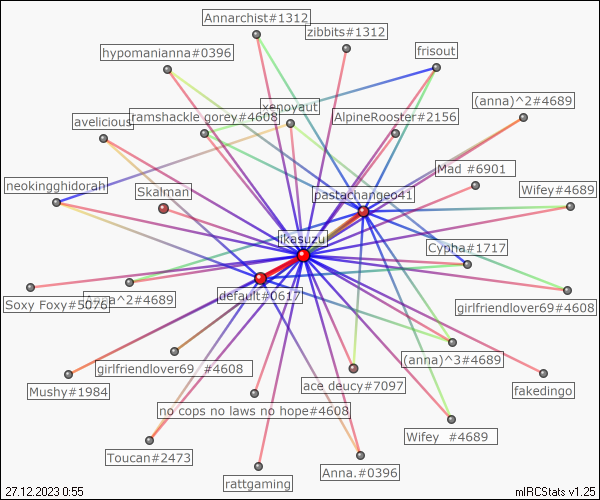 Annarchist#1312
zibbits#1312
hypomanianna#0396
frisout
(anna)^2#4689
xenoyaut
ramshackle gorey#4608
AlpineRooster#2156
avelicious
Mad #6901
neokingghidorah
Skalman
pastachangeo41
Wifey#4689
ikasuzu
Cypha#1717
default#0617
Anna^2#4689
Soxy Foxy#5076
girlfriendlover69#4608
(anna)^3#4689
girlfriendlover69 #4608
ace deucy#7097
Mushy#1984
fakedingo
no cops no laws no hope#4608
Wifey #4689
Toucan#2473
Anna.#0396
rattgaming
27.12.2023 0:55
mIRCStats v1.25